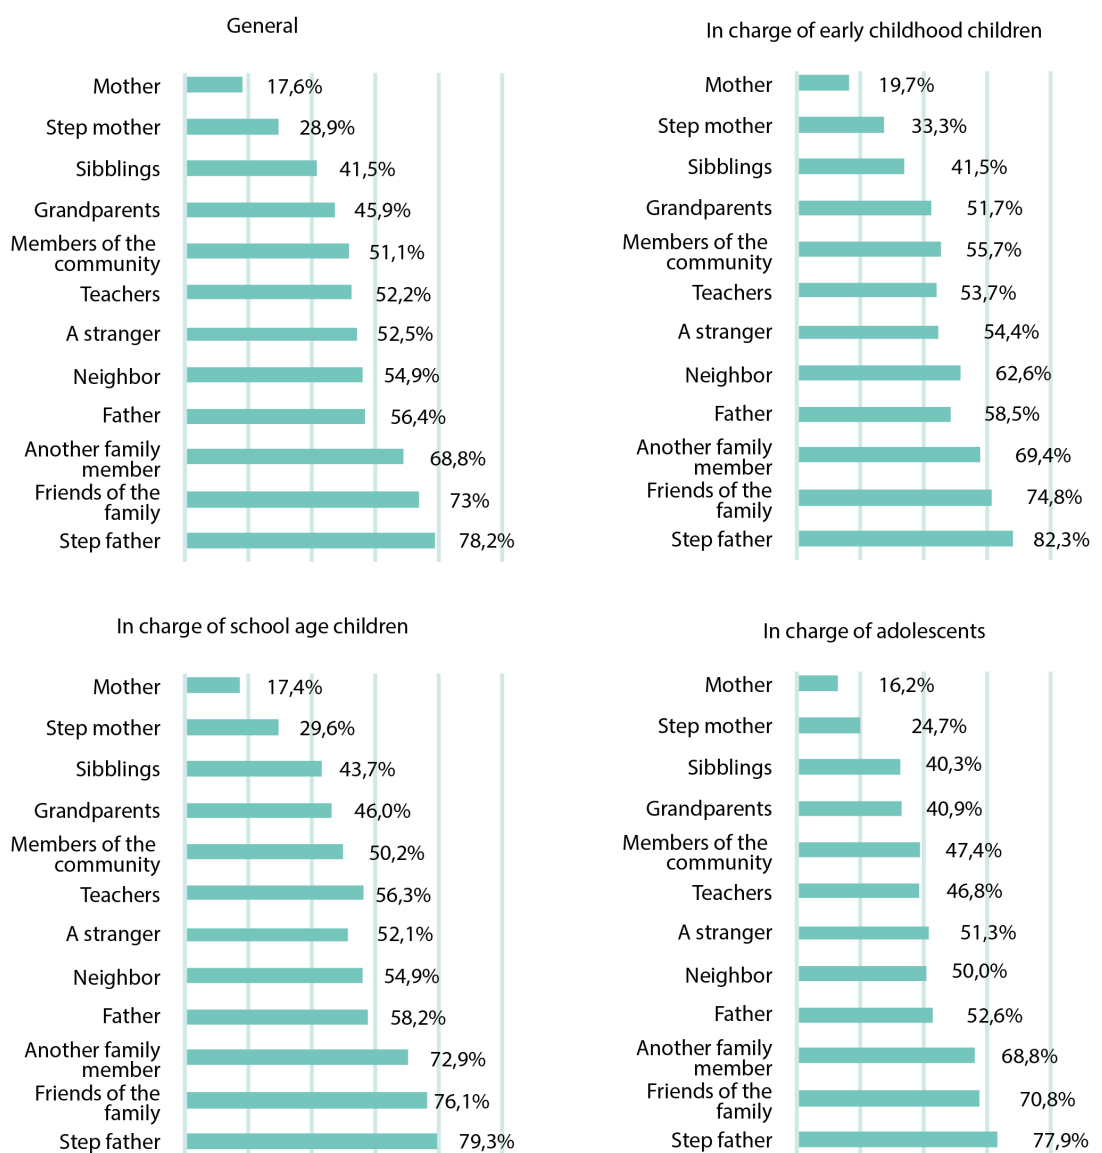 General
Mother 17,6%
Step mother 28,9%
Sibblings 41,5%
Grandparents 45,9%
Members of the
community 51,1%
Teachers 52,2%
A stranger 52,5%
Neighbor 54,9%
Father 56,4%
Another family
member 68,8%
Friends of the
family 73%
Step father 78,2%
In charge of early childhood children
Mother 19,7%
Step mother 33,3%
Sibblings 41,5%
Grandparents 51,7%
Members of the
community 55,7%
Teachers 53,7%
A stranger 54,4%
Neighbor 62,6%
Father 58,5%
Another family
member 69,4%
Friends of the
family 74,8%
Step father 82,3%
In charge of school age children
Mother 17,4%
Step mother 29,6%
Sibblings 43,7%
Grandparents 46,0%
Members of the
community 50,2%
Teachers 56,3%
A stranger 52,1%
Neighbor 54,9%
Father 58,2%
Another family
member 72,9%
Friends of the
family 76,1%
Step father 79,3%
In charge of adolescents
Mother 16,2%
Step mother 24,7%
Sibblings 40,3%
Grandparents 40,9%
Members of the
community 47,4%
Teachers 46,8%
A stranger 51,3%
Neighbor 50,0%
Father 52,6%
Another family
member 68,8%
Friends of the
family 70,8%
Step father 77,9%